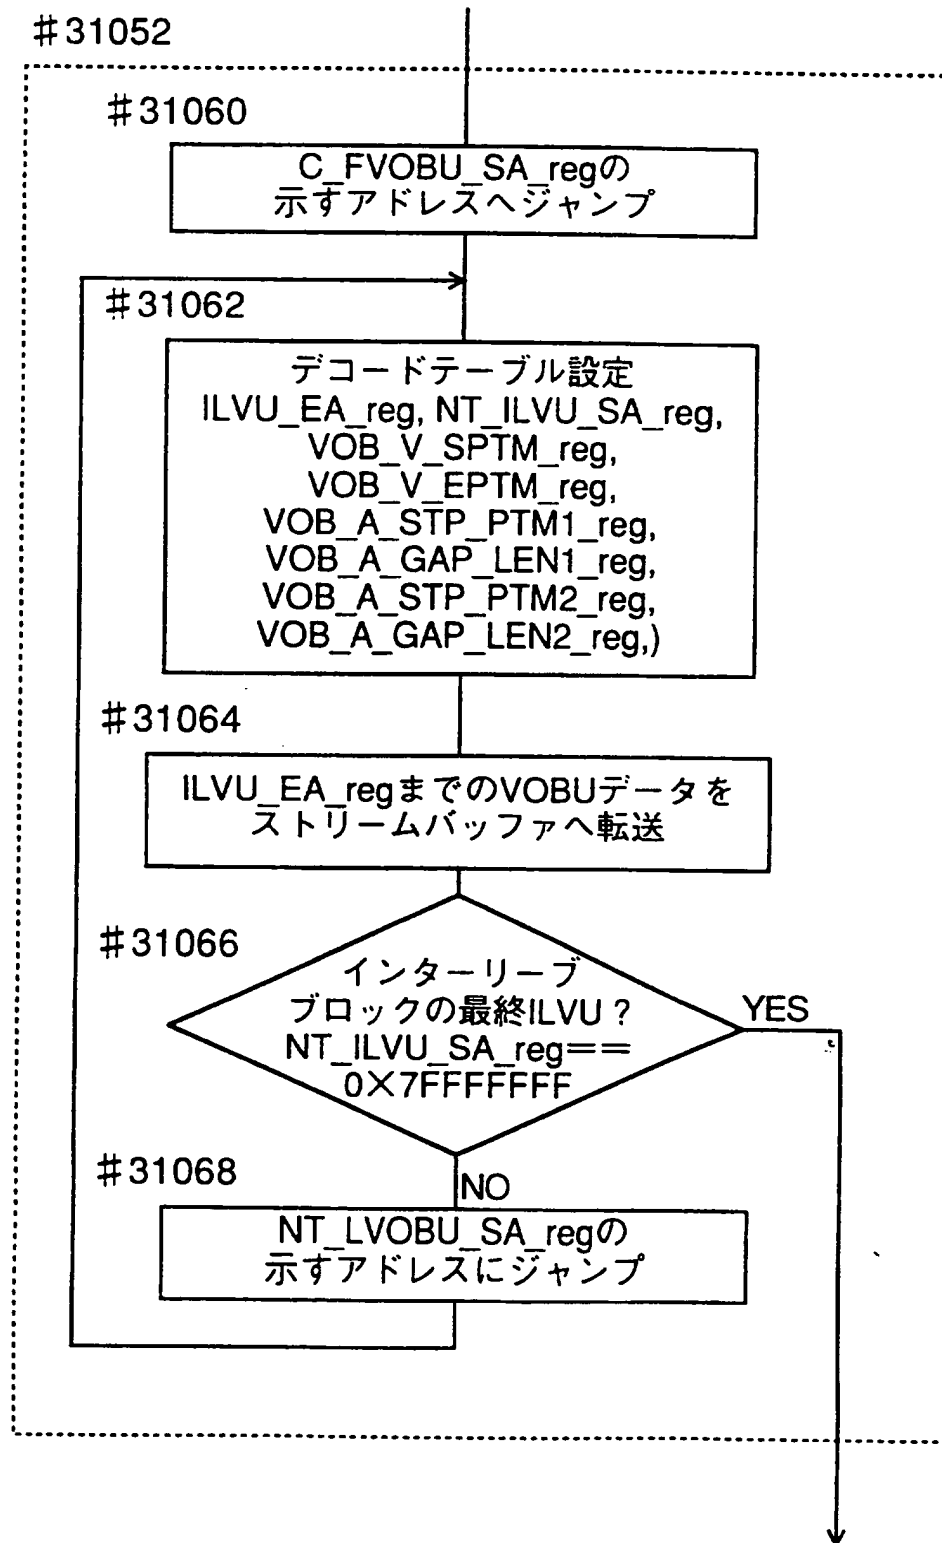 #31052
#31060
C_FVOBU_SA_regの
示すアドレスへジャンプ
#31062
デコードテーブル設定
ILVU_EA_reg, NT_ILVU_SA_reg,
VOB_V_SPTM_reg,
VOB_V_EPTM_reg,
VOB_A_STP_PTM1_reg,
VOB_A_GAP_LEN1_reg,
VOB_A_STP_PTM2_reg,
VOB_A_GAP_LEN2_reg,)
#31064
ILVU_EA_regまでのVOBUデータを
ストリームバッファへ転送
#31066
インターリーブ
ブロックの最終ILVU?
NT_ILVU_SA_reg==
0×7FFFFFFF
YES
#31068
NO
NT_LVOBU_SA_regの
示すアドレスにジャンプ